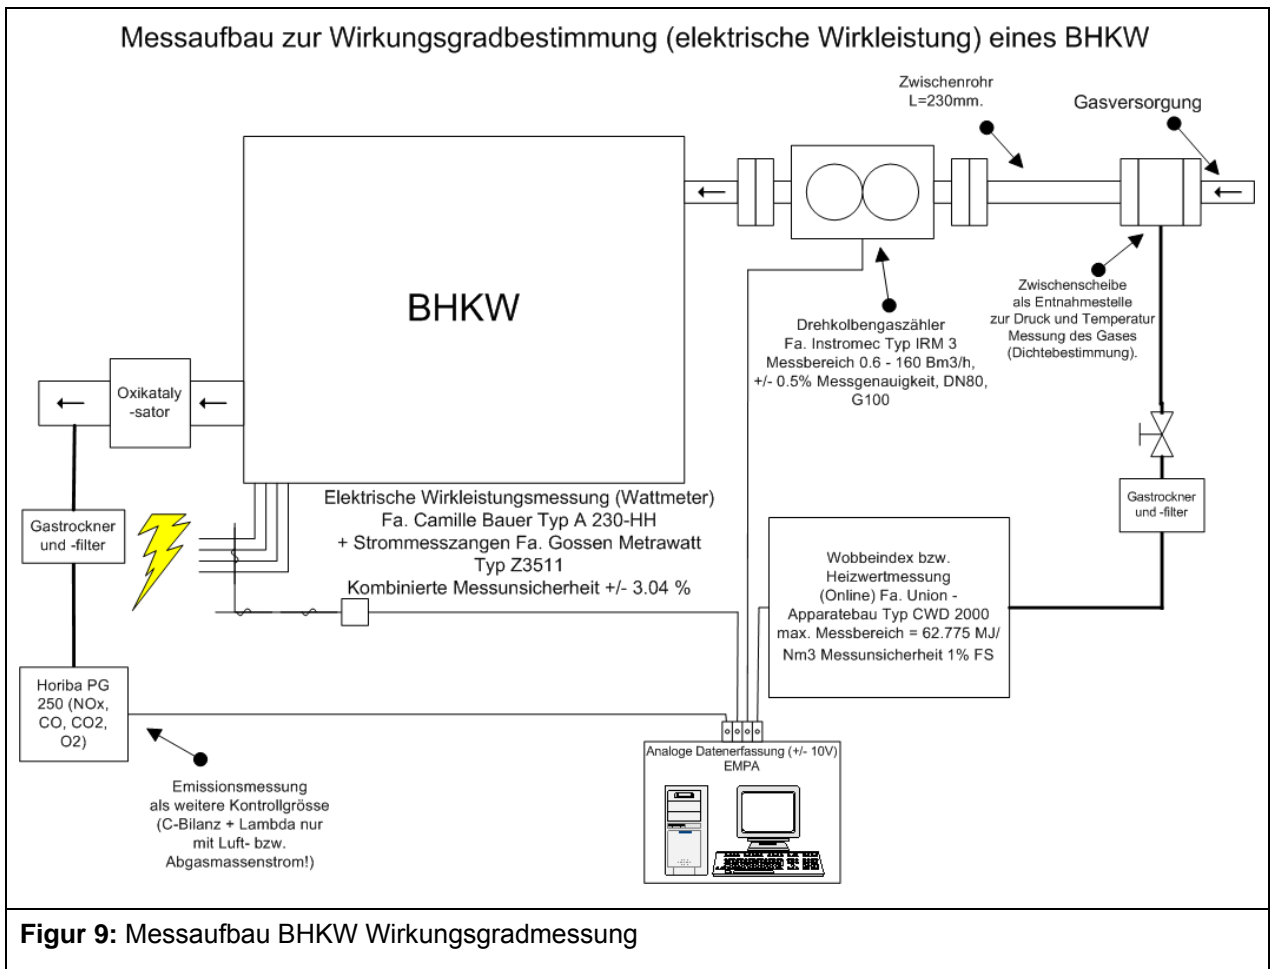 Messaufbau zur Wirkungsgradbestimmung (elektrische Wirkleistung) eines BHKW
Zwischenrohr
L=230mm.
Gasversorgung
BHKW
Zwischenscheibe
als Entnahmestelle
zur Druck und Temperatur
Messung des Gases
(Dichtebestimmung).
Drehkolbengaszähler
Fa. Instromec Typ IRM 3
Messbereich 0.6 - 160 Bm3/h,
+/- 0.5% Messgenauigkeit, DN80,
G100
Oxikataly
-sator
Elektrische Wirkleistungsmessung (Wattmeter)
Fa. Camille Bauer Typ A 230-HH
+ Strommesszangen Fa. Gossen Metrawatt
Typ Z3511
Kombinierte Messunsicherheit +/- 3.04 %
Gastrockner
und -filter
Gastrockner
und -filter
Wobbeindex bzw.
Heizwertmessung
(Online) Fa. Union -
Apparatebau Typ CWD 2000
max. Messbereich = 62.775 MJ/
Nm3 Messunsicherheit 1% FS
Horiba PG
250 (NOx,
CO, CO2,
O2)
Analoge Datenerfassung (+/- 10V)
EMPA
Emissionsmessung
als weitere Kontrollgrösse
(C-Bilanz + Lambda nur
mit Luft- bzw.
Abgasmassenstrom!)
Figur 9: Messaufbau BHKW Wirkungsgradmessung